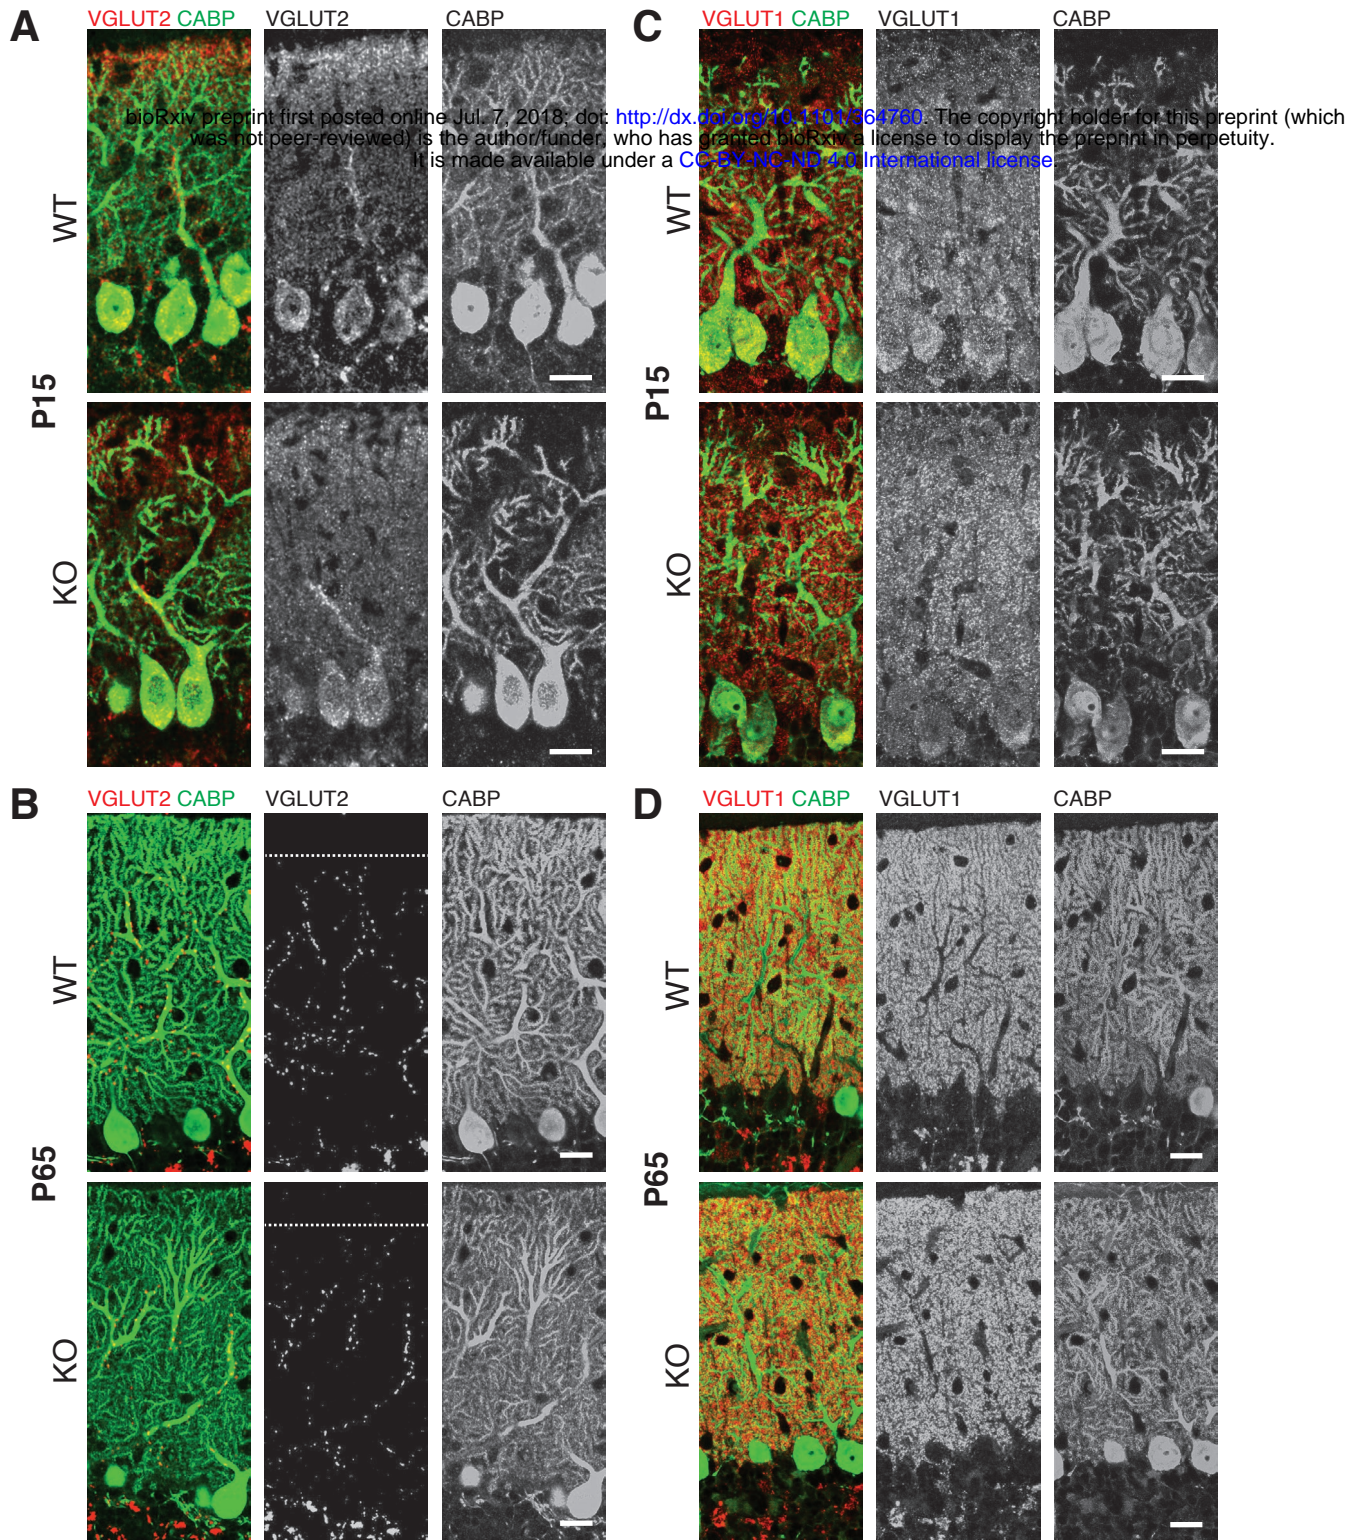 A
VGLUT2 CABP
VGLUT2
CABP
C
VGLUT1 CABP
VGLUT1
CABP
bioRxiv preprint first posted online Jul. 7, 2018; doi: http://dx.doi.org/10.1101/364760. The copyright holder for this preprint (which
was not peer-reviewed) is the author/funder, who has granted bioRxiv a license to display the preprint in perpetuity.
It is made available under a CC-BY-NC-ND 4.0 International license.
WT
P15
KO
WT
P15
KO
B
VGLUT2 CABP
VGLUT2
CABP
D
VGLUT1 CABP
VGLUT1
CABP
WT
P65
KO
WT
P65
KO